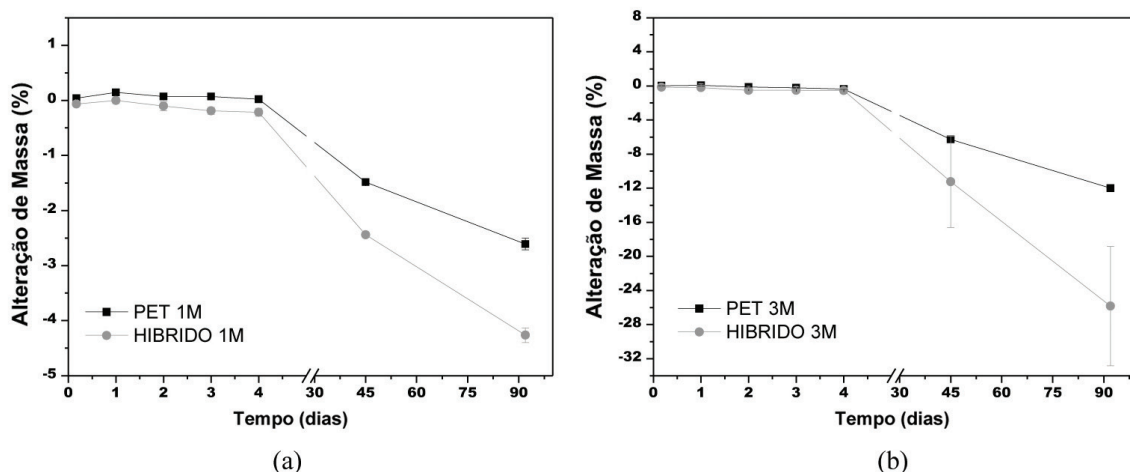 Alteração de Massa (%)
1
0
-1
-2
-3
-4
-5
PET 1M
HIBRIDO 1M
0 1 2 3 4 30 45 60 75 90
Tempo (dias)
(a)
Alteração de Massa (%)
8
4
0
-4
-8
-12
-16
-20
-24
-28
-32
PET 3M
HIBRIDO 3M
0 1 2 3 4 30 45 60 75 90
Tempo (dias)
(b)